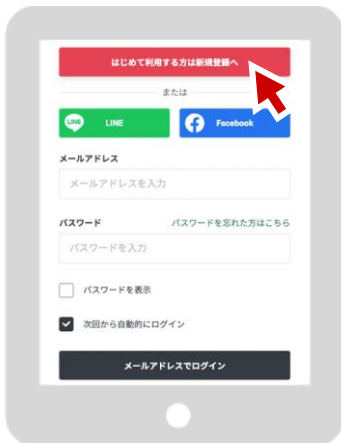 はじめて利用する方は新規登録へ
または
LINE LINE
Facebook
メールアドレス
メールアドレスを入力
パスワード パスワードを忘れた方はこちら
パスワードを入力
パスワードを表示
次回から自動的にログイン
メールアドレスでログイン